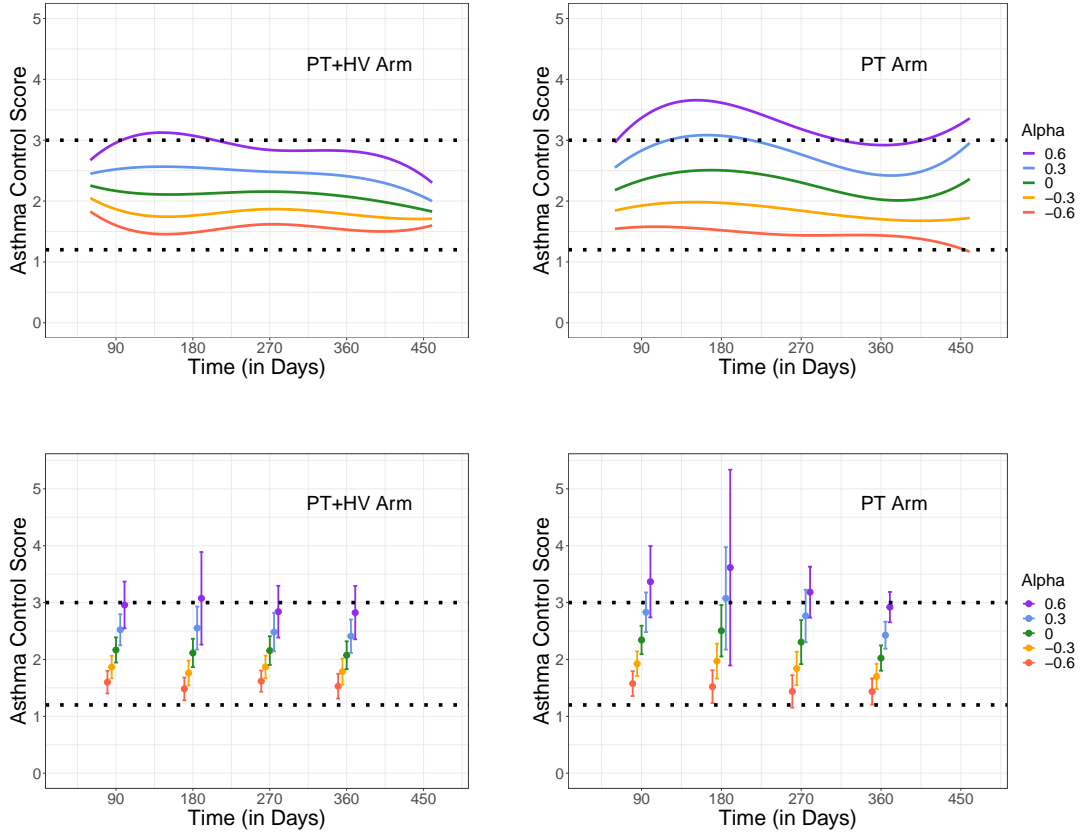 PT+HV Arm
Asthma Control Score
5
4
3
2
1
0
90 180 270 360 450
Time (in Days)
PT Arm
Asthma Control Score
5
4
3
2
1
0
90 180 270 360 450
Time (in Days)
Alpha
0.6
0.3
0
−0.3
−0.6
PT+HV Arm
Asthma Control Score
5
4
3
2
1
0
90 180 270 360 450
Time (in Days)
PT Arm
Asthma Control Score
5
4
3
2
1
0
90 180 270 360 450
Time (in Days)
Alpha
0.6
0.3
0
−0.3
−0.6